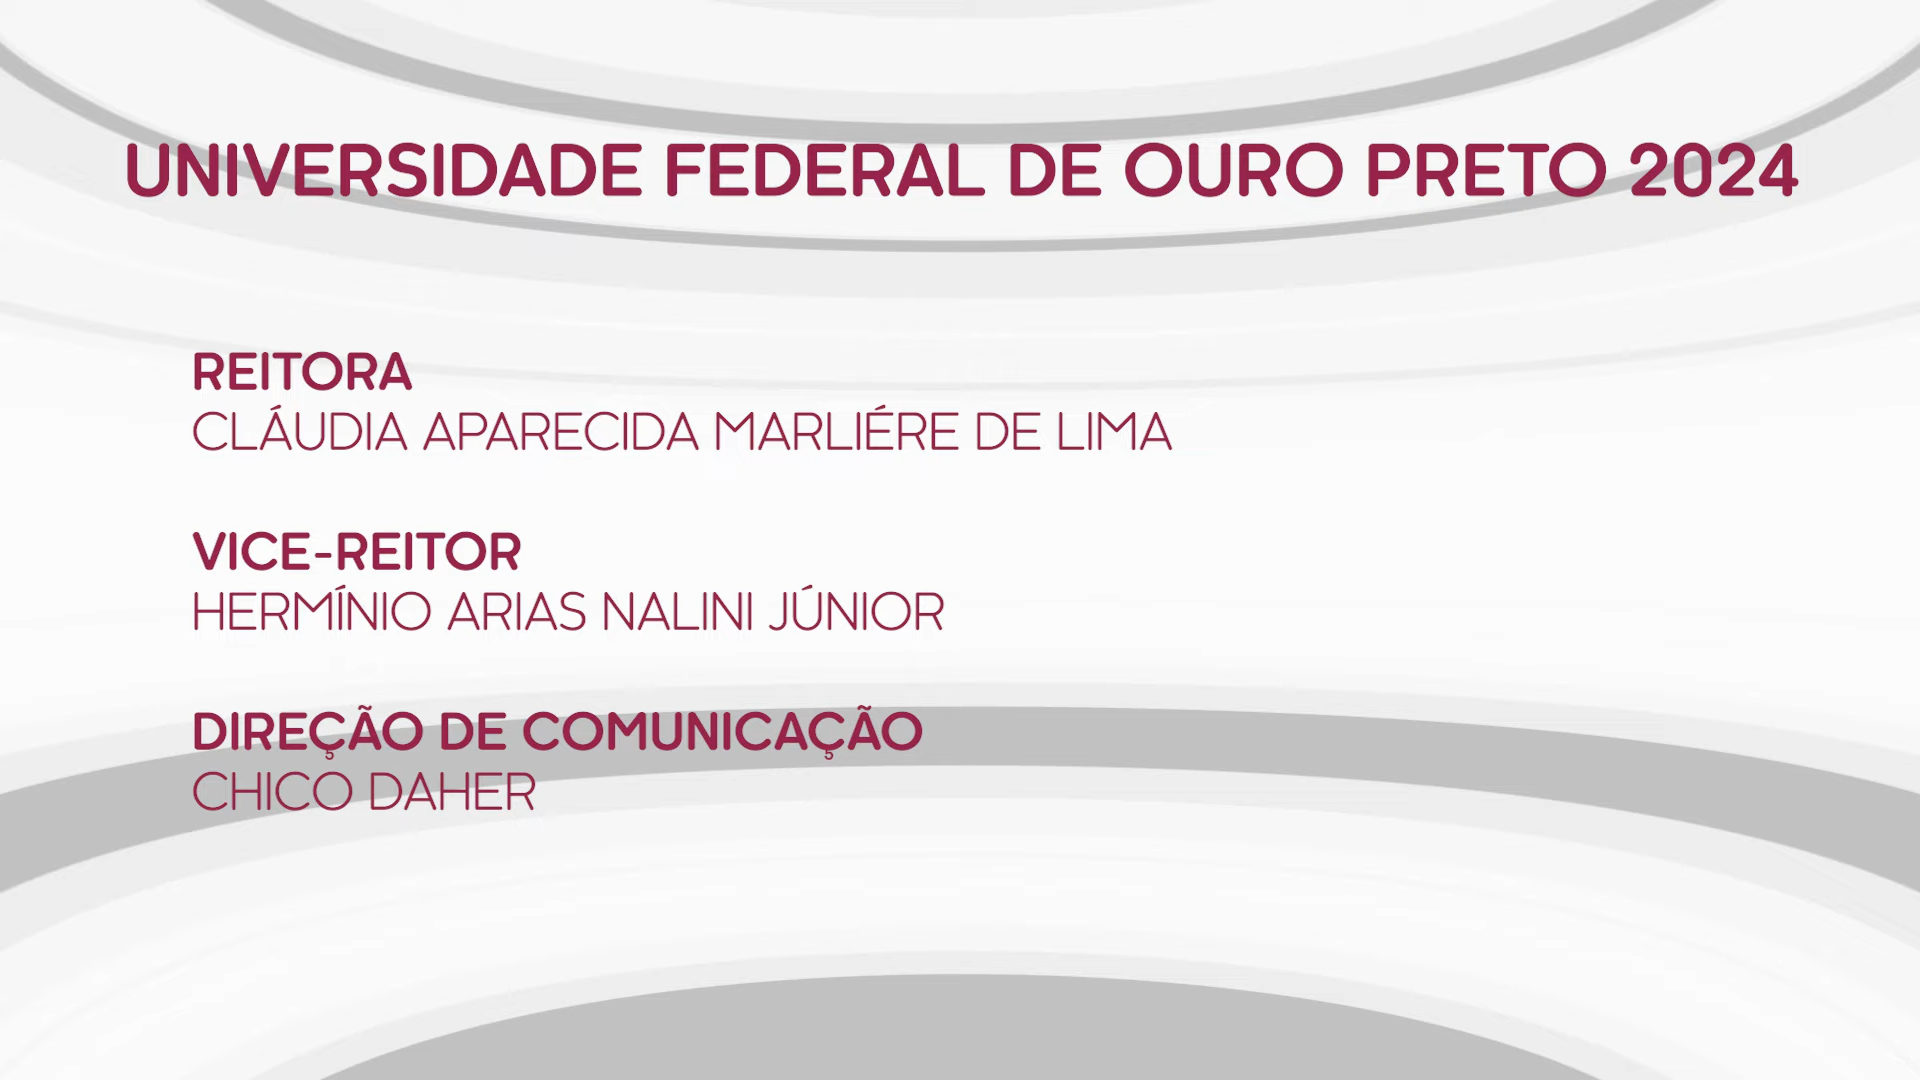 UNIVERSIDADE FEDERAL DE OURO PRETO 2024
REITORA
CLÁUDIA APARECIDA MARLIÉRE DE LIMA
VICE-REITOR
HERMÍNIO ARIAS NALINI JÚNIOR
DIREÇÃO DE COMUNICAÇÃO
CHICO DAHER